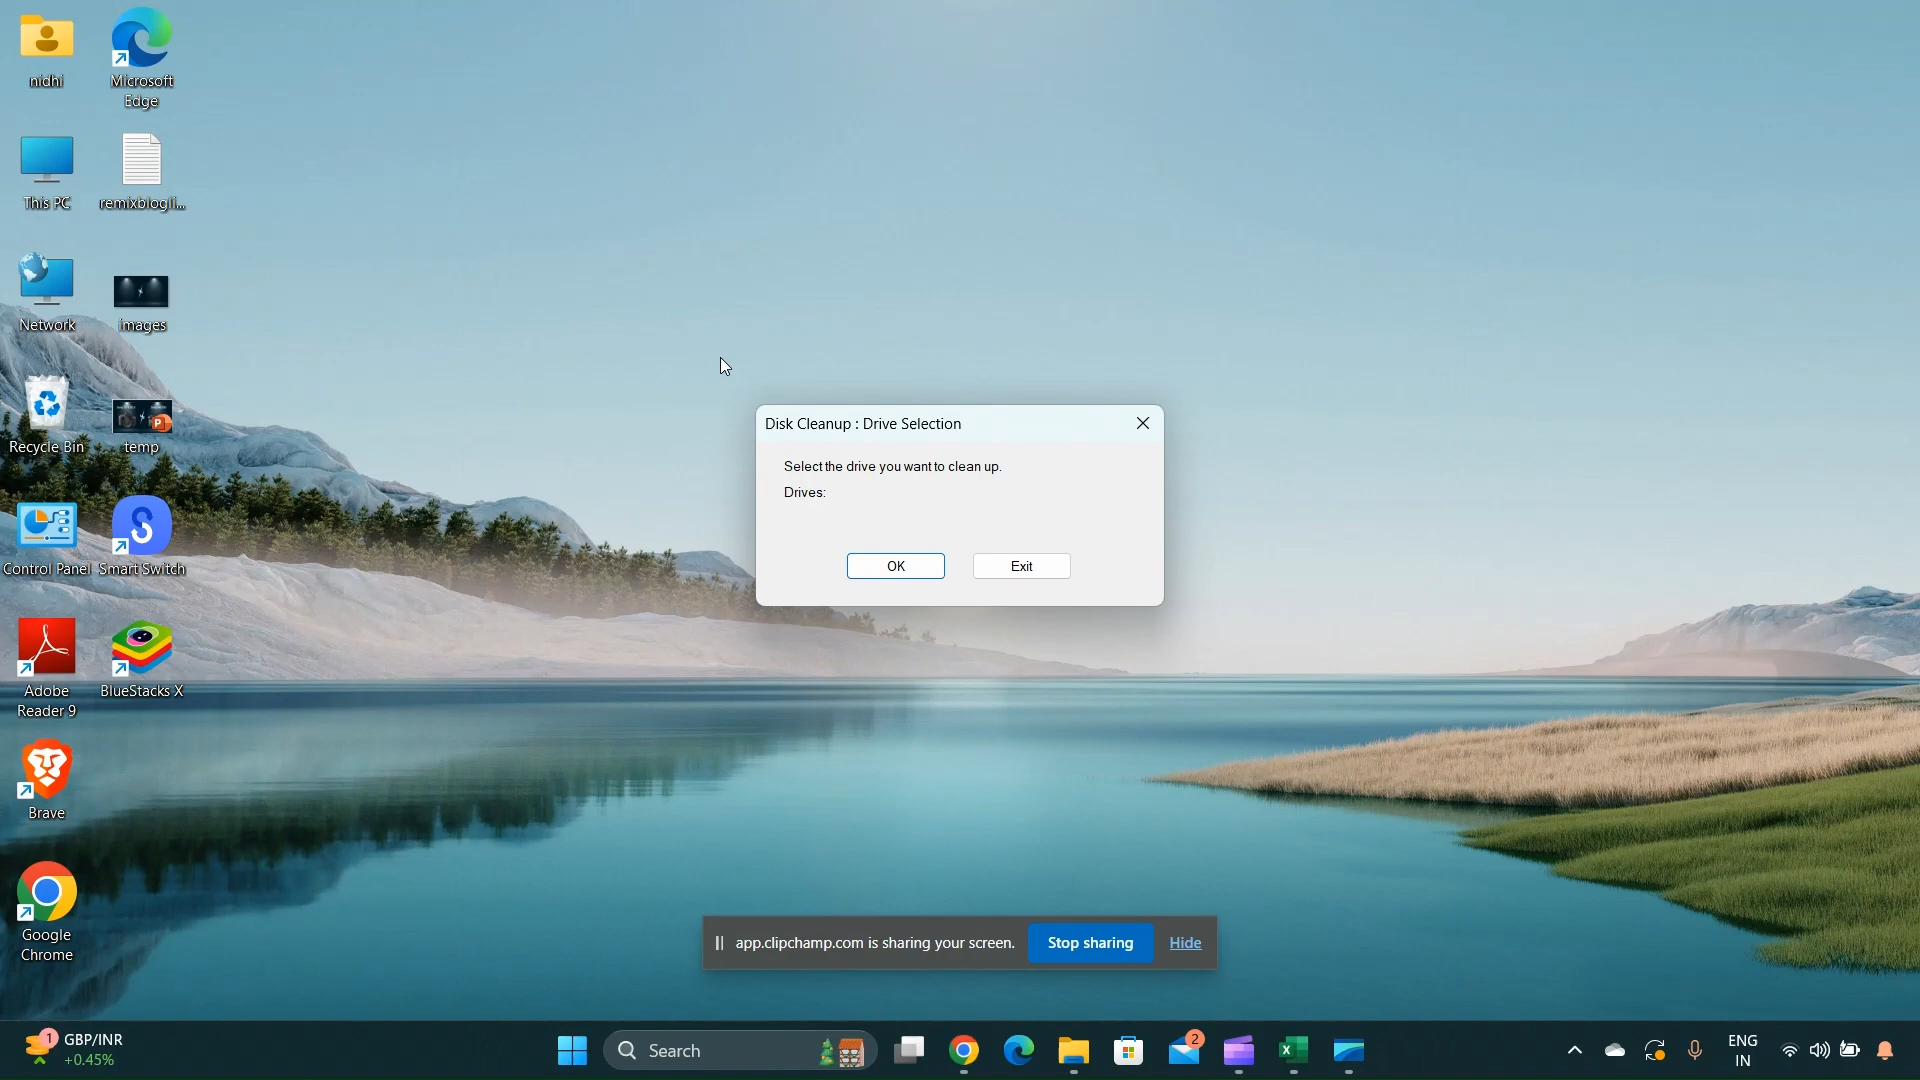 nidhi
Microsoft
Edge
This PC
remixblogli...
Network
images
Recycle Bin
temp
Control Panel
Smart Switch
Adobe
Reader 9
BlueStacks X
Brave
Google
Chrome
Disk Cleanup : Drive Selection
Select the drive you want to clean up.
Drives:
OK
Exit
app.clipchamp.com is sharing your screen.
Stop sharing
Hide
1
GBP/INR
+0.45%
Search
2
ENG
IN